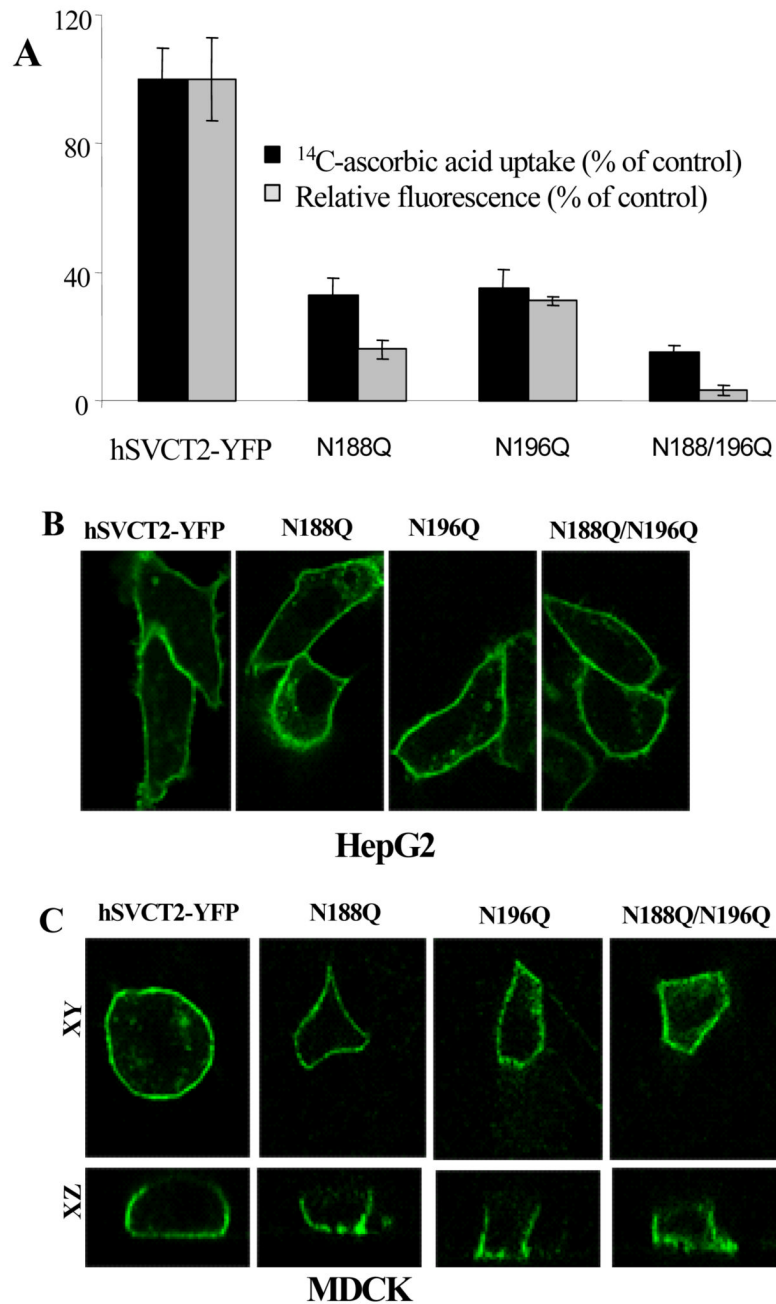 A
120
80
40
0
¹⁴C-ascorbic acid uptake (% of control)
Relative fluorescence (% of control)
hSVCT2-YFP N188Q N196Q N188/196Q
B
hSVCT2-YFP N188Q N196Q N188Q/N196Q
HepG2
C
hSVCT2-YFP N188Q N196Q N188Q/N196Q
XY
XZ
MDCK